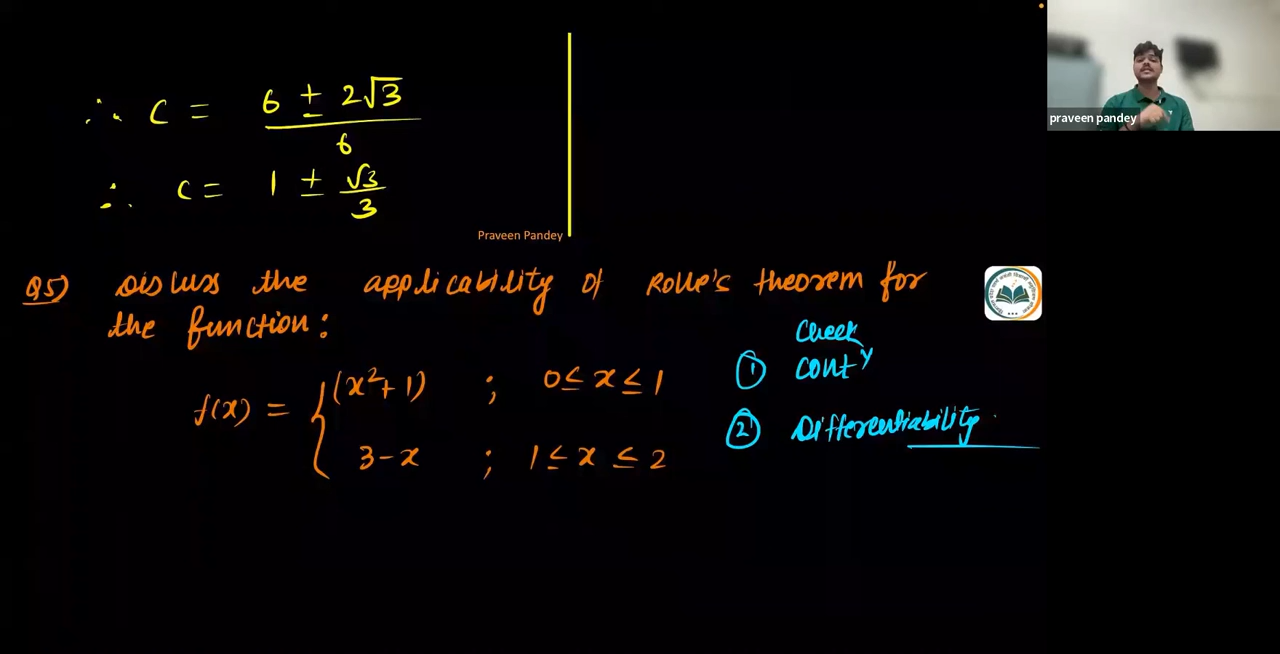 ∴ C = 6 ± 2√3 / 6
∴ C = 1 ± √3 / 3
praveen pandey
Praveen Pandey
Q5) Discuss the applicability of Rolle's theorem for
the function:
f(x) = { (x²+1) ; 0 ≤ x ≤ 1
3-x ; 1 ≤ x ≤ 2
Check
① contʸ
② Differentiability